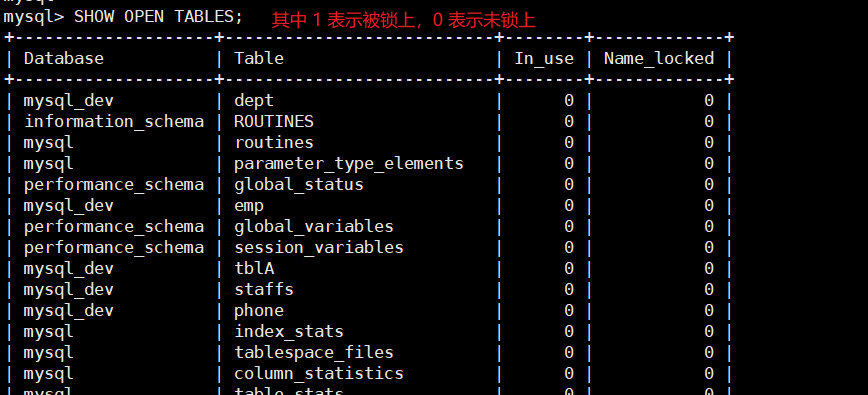 mysql> SHOW OPEN TABLES; 其中 1 表示被锁上，0 表示未锁上
+--------------------+---------------------------+--------+-------------+
| Database | Table | In_use | Name_locked |
+--------------------+---------------------------+--------+-------------+
| mysql_dev | dept | 0 | 0 |
| information_schema | ROUTINES | 0 | 0 |
| mysql | routines | 0 | 0 |
| mysql | parameter_type_elements | 0 | 0 |
| performance_schema | global_status | 0 | 0 |
| mysql_dev | emp | 0 | 0 |
| performance_schema | global_variables | 0 | 0 |
| performance_schema | session_variables | 0 | 0 |
| mysql_dev | tblA | 0 | 0 |
| mysql_dev | staffs | 0 | 0 |
| mysql_dev | phone | 0 | 0 |
| mysql | index_stats | 0 | 0 |
| mysql | tablespace_files | 0 | 0 |
| mysql | column_statistics | 0 | 0 |
| mysql | table_stats | 0 | 0 |